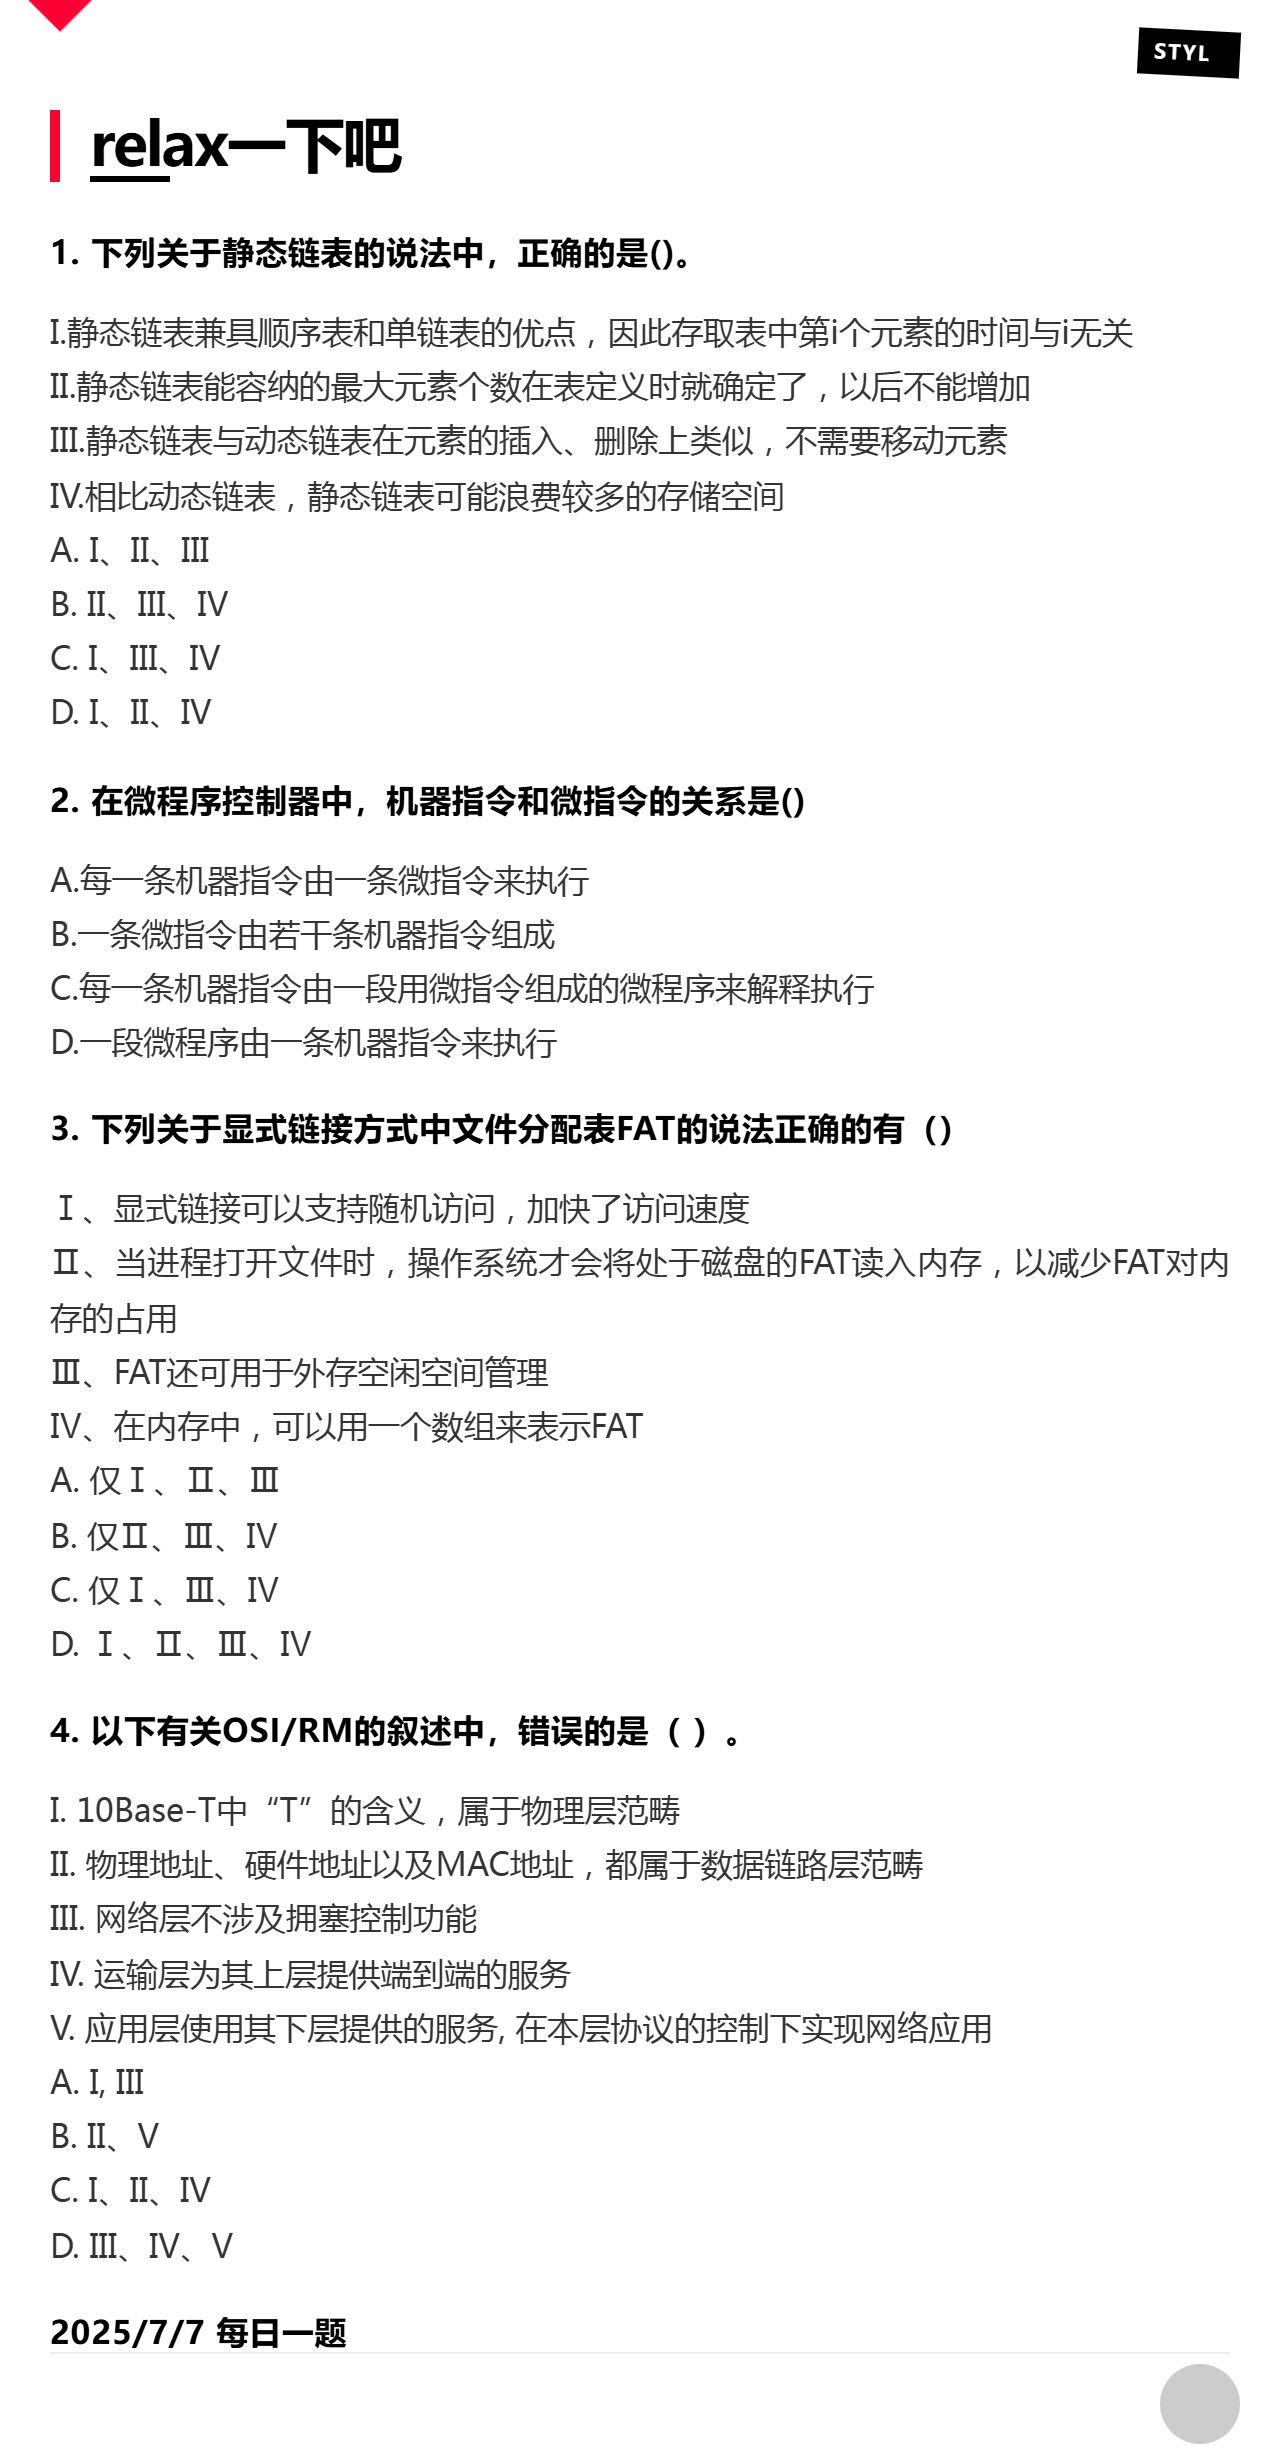 STYL
relax一下吧
1. 下列关于静态链表的说法中，正确的是()。
I.静态链表兼具顺序表和单链表的优点，因此存取表中第i个元素的时间与i无关
II.静态链表能容纳的最大元素个数在表定义时就确定了，以后不能增加
III.静态链表与动态链表在元素的插入、删除上类似，不需要移动元素
IV.相比动态链表，静态链表可能浪费较多的存储空间
A. I、II、III
B. II、III、IV
C. I、III、IV
D. I、II、IV
2. 在微程序控制器中，机器指令和微指令的关系是()
A.每一条机器指令由一条微指令来执行
B.一条微指令由若干条机器指令组成
C.每一条机器指令由一段用微指令组成的微程序来解释执行
D.一段微程序由一条机器指令来执行
3. 下列关于显式链接方式中文件分配表FAT的说法正确的有（）
Ⅰ、显式链接可以支持随机访问，加快了访问速度
Ⅱ、当进程打开文件时，操作系统才会将处于磁盘的FAT读入内存，以减少FAT对内
存的占用
Ⅲ、FAT还可用于外存空闲空间管理
IV、在内存中，可以用一个数组来表示FAT
A. 仅Ⅰ、Ⅱ、Ⅲ
B. 仅Ⅱ、Ⅲ、IV
C. 仅Ⅰ、Ⅲ、IV
D. Ⅰ、Ⅱ、Ⅲ、IV
4. 以下有关OSI/RM的叙述中，错误的是（ ）。
I. 10Base-T中“T”的含义，属于物理层范畴
II. 物理地址、硬件地址以及MAC地址，都属于数据链路层范畴
III. 网络层不涉及拥塞控制功能
IV. 运输层为其上层提供端到端的服务
V. 应用层使用其下层提供的服务, 在本层协议的控制下实现网络应用
A. I, III
B. II、V
C. I、II、IV
D. III、IV、V
2025/7/7 每日一题